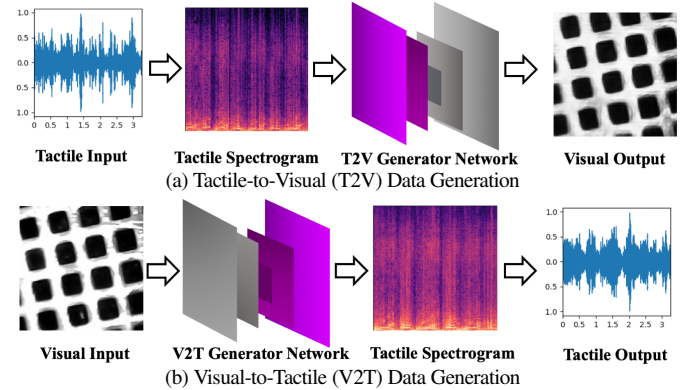 1.0
0.5
0.0
0.5
1.0
0 0.5 1 1.5 2 2.5 3
Tactile Input Tactile Spectrogram T2V Generator Network Visual Output
(a) Tactile-to-Visual (T2V) Data Generation
1.0
0.5
0.0
0.5
1.0
0 0.5 1 1.5 2 2.5 3
Visual Input V2T Generator Network Tactile Spectrogram Tactile Output
(b) Visual-to-Tactile (V2T) Data Generation